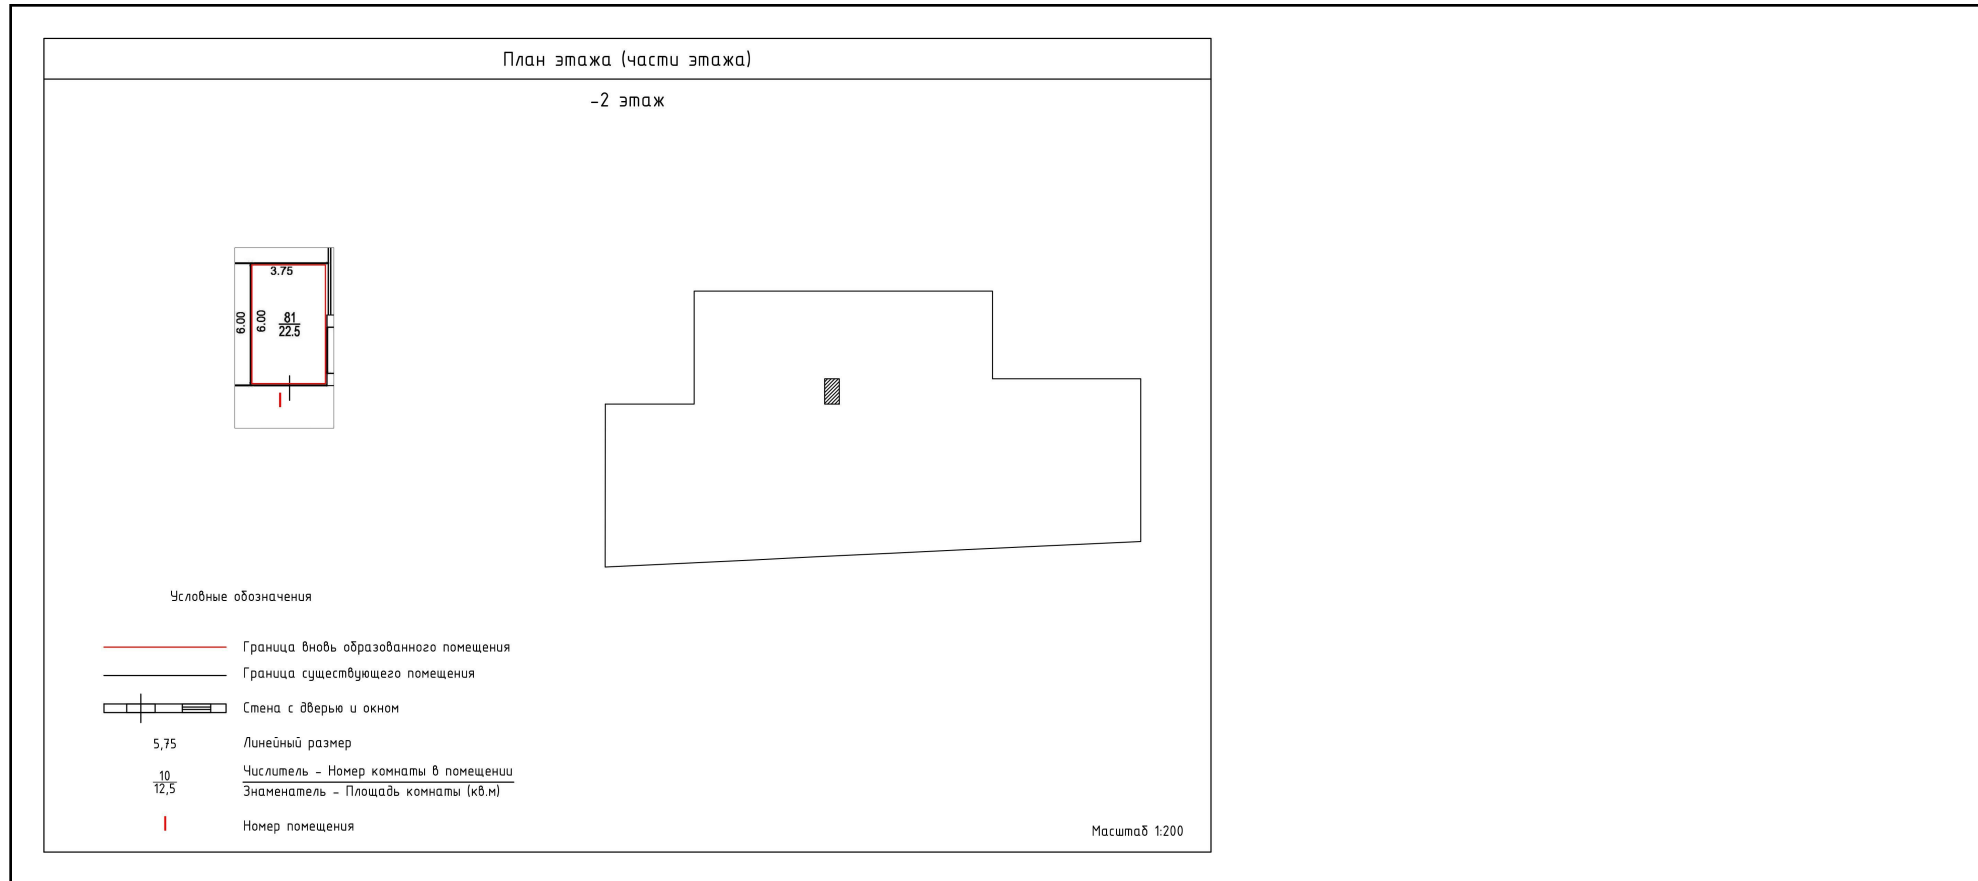 План этажа (части этажа)
-2 этаж
3.75
6.00
6.00
81
22.5
I
Условные обозначения
Граница вновь образованного помещения
Граница существующего помещения
Стена с дверью и окном
5,75 Линейный размер
10
12,5
Числитель - Номер комнаты в помещении
Знаменатель - Площадь комнаты (кв.м)
I Номер помещения
Масштаб 1:200